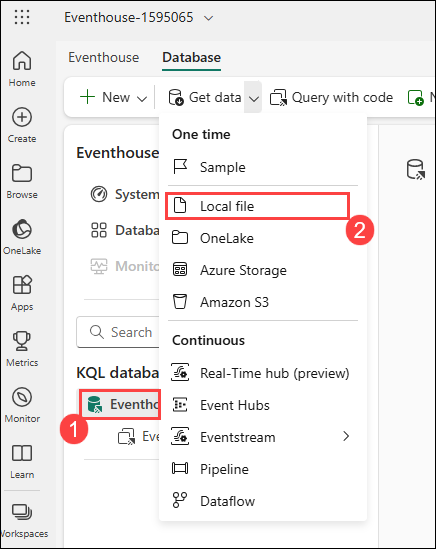 Eventhouse-1595065
Eventhouse
Database
New
Get data
Query with code
Home
Create
Browse
OneLake
Apps
Metrics
Monitor
Learn
Workspaces
Eventhouse
System
Databa
Monito
Search
KQL databa
1
Eventho
Eve
One time
Sample
Local file
2
OneLake
Azure Storage
Amazon S3
Continuous
Real-Time hub (preview)
Event Hubs
Eventstream
Pipeline
Dataflow